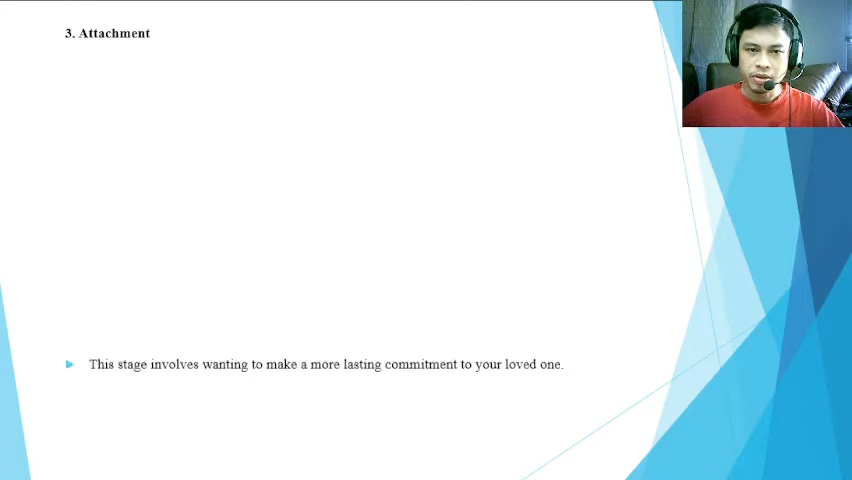 3. Attachment
This stage involves wanting to make a more lasting commitment to your loved one.